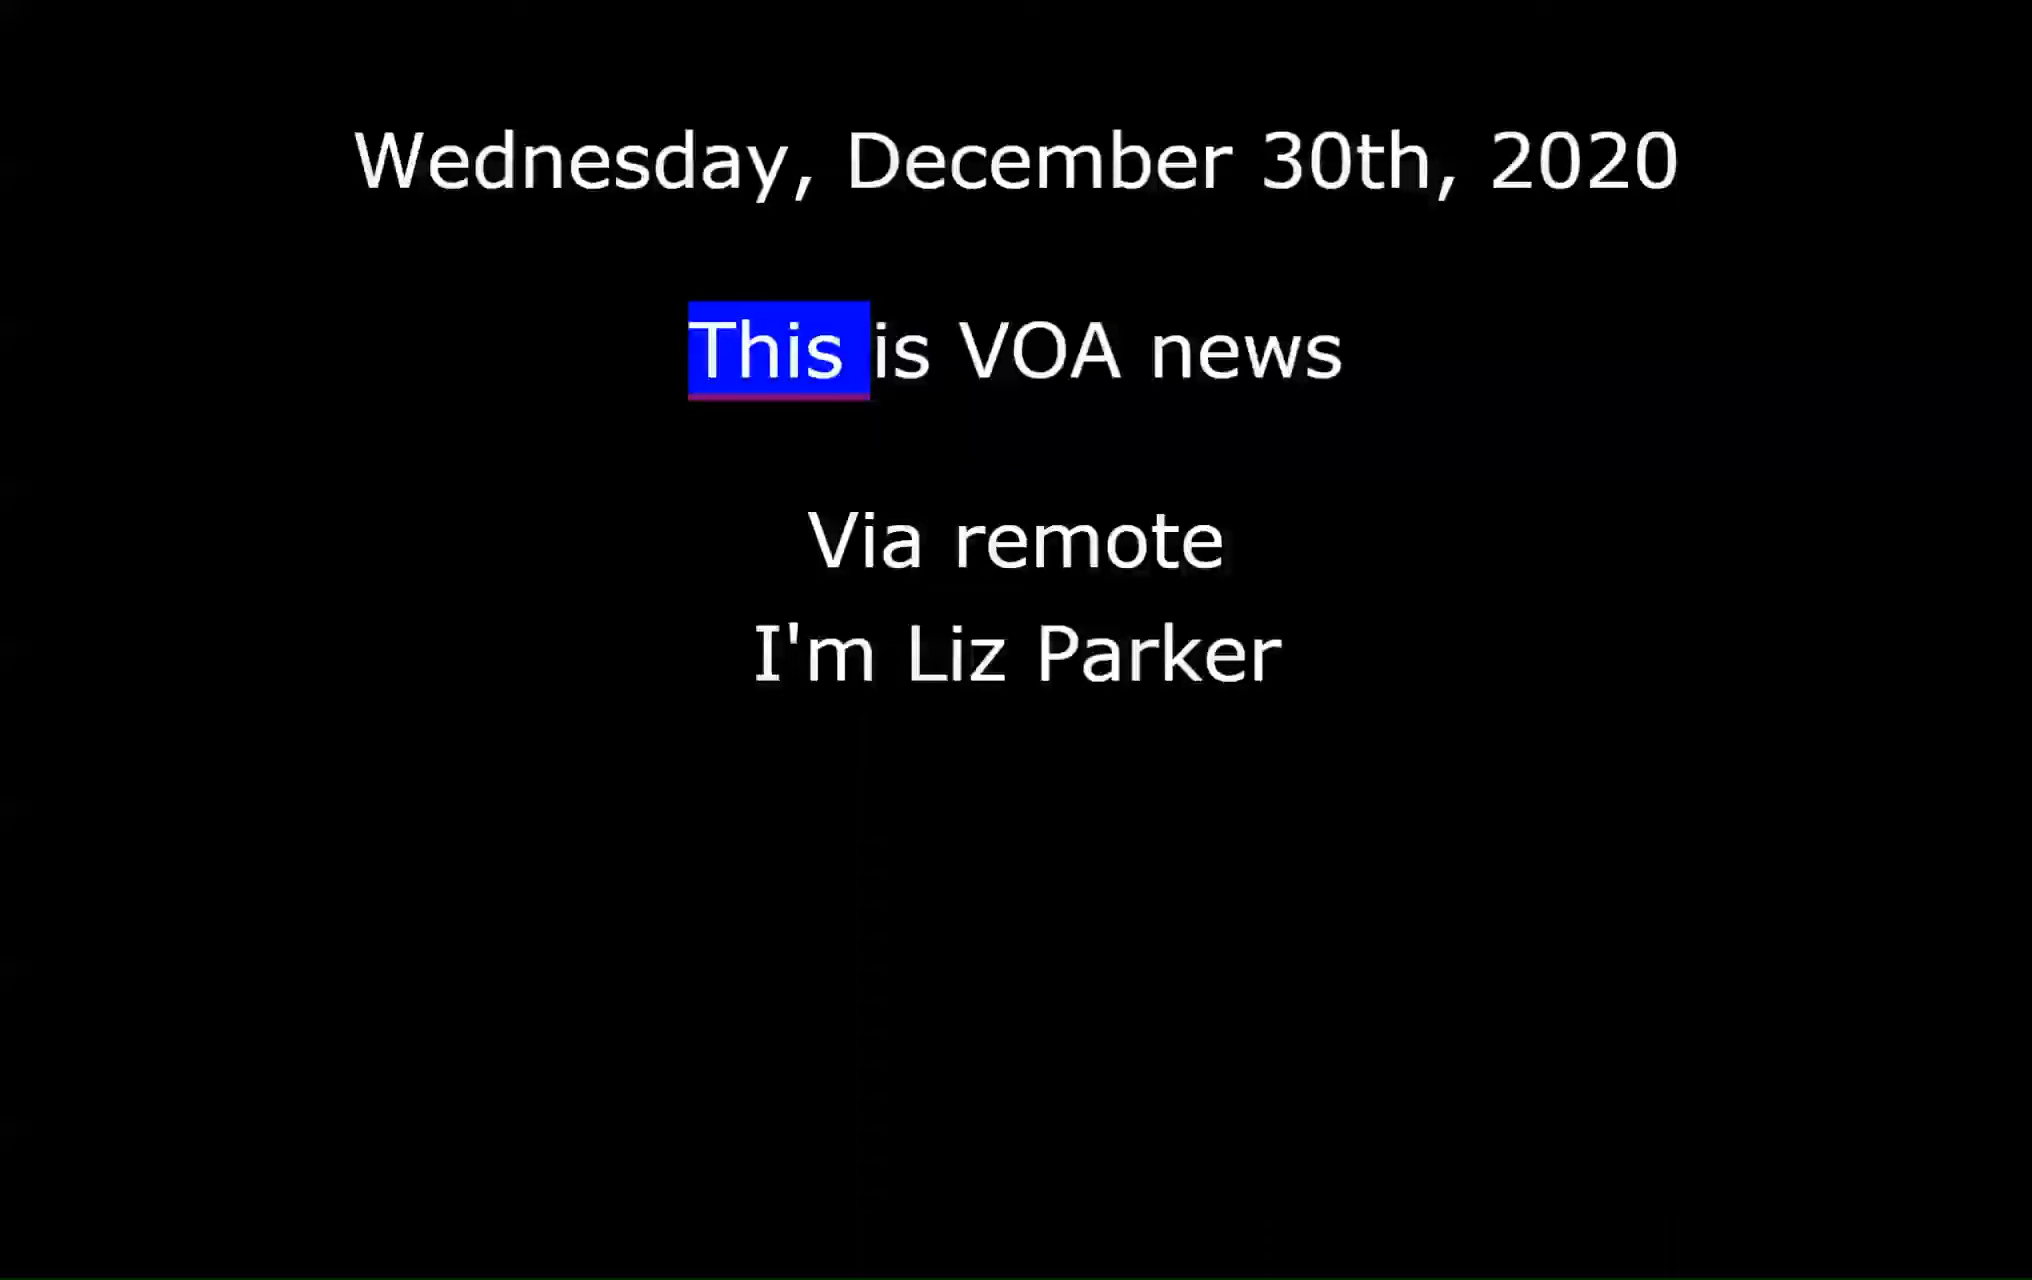 Wednesday, December 30th, 2020
This is VOA news
Via remote
I'm Liz Parker